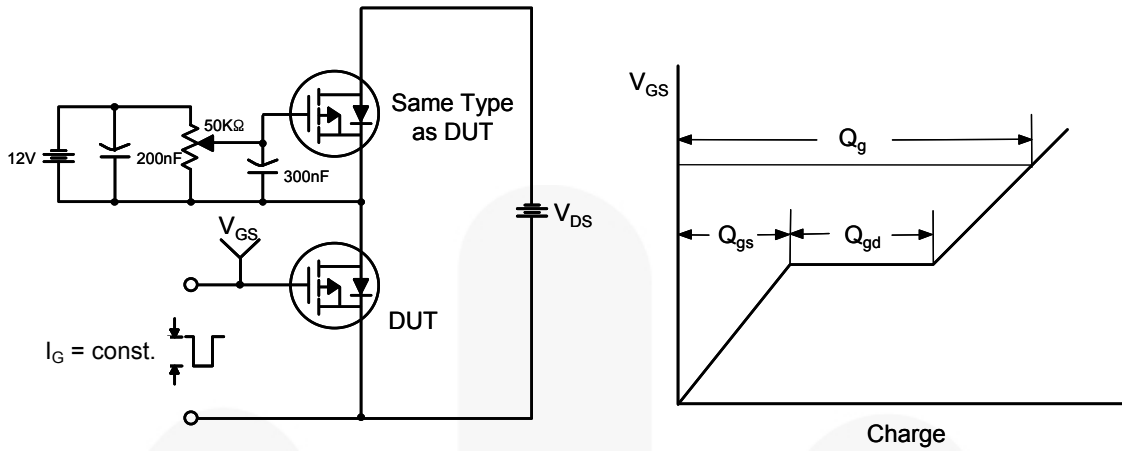 Same Type
as DUT
50KΩ
12V
200nF
300nF
V_GS
V_DS
DUT
I_G = const.
V_GS
Q_g
Q_gs
Q_gd
Charge